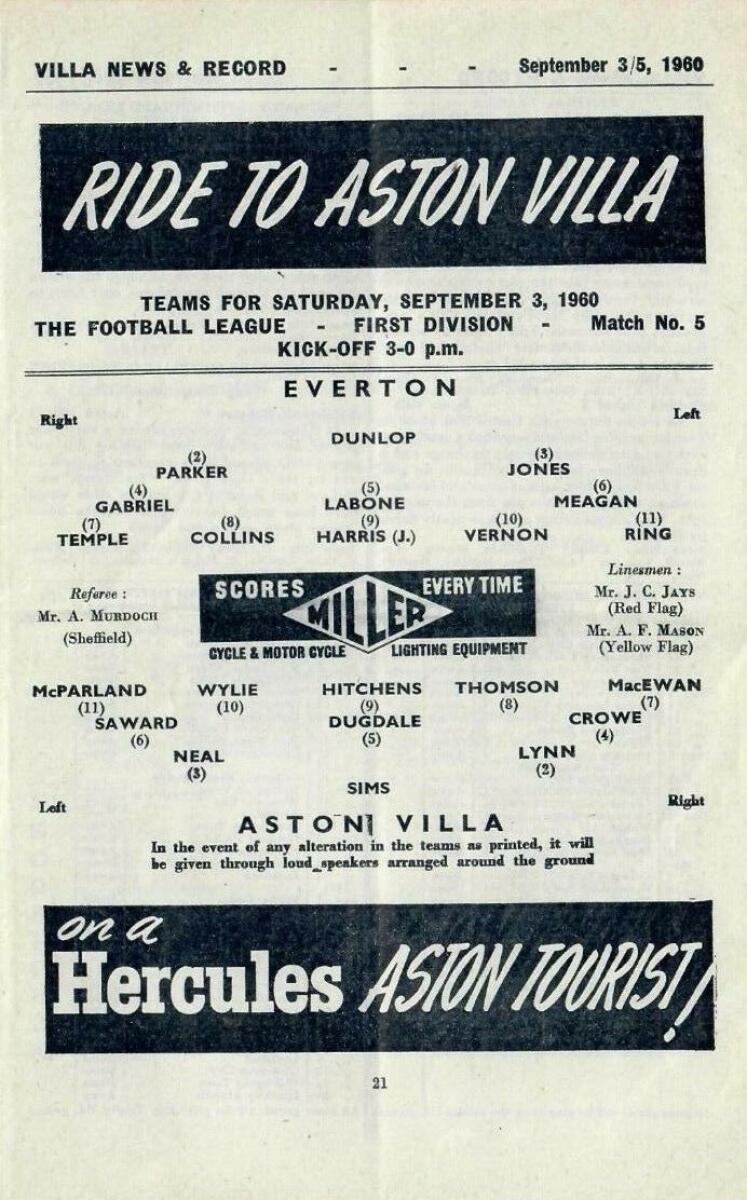 VILLA NEWS & RECORD - - - September 3/5, 1960
RIDE TO ASTON VILLA
TEAMS FOR SATURDAY, SEPTEMBER 3, 1960
THE FOOTBALL LEAGUE - FIRST DIVISION - Match No. 5
KICK-OFF 3-0 p.m.
EVERTON
Right Left
DUNLOP
(2) (3)
PARKER JONES
(4) (5) (6)
GABRIEL LABONE MEAGAN
(7) (8) (9) (10) (11)
TEMPLE COLLINS HARRIS (J.) VERNON RING
Referee :
Mr. A. MURDOCH
(Sheffield)
SCORES EVERY TIME
MILLER
CYCLE & MOTOR CYCLE LIGHTING EQUIPMENT
Linesmen :
Mr. J. C. JAYS
(Red Flag)
Mr. A. F. MASON
(Yellow Flag)
McPARLAND WYLIE HITCHENS THOMSON MacEWAN
(11) (10) (9) (8) (7)
SAWARD DUGDALE CROWE
(6) (5) (4)
NEAL LYNN
(3) (2)
SIMS
Left Right
ASTON VILLA
In the event of any alteration in the teams as printed, it will
be given through loud speakers arranged around the ground
on a
Hercules ASTON TOURIST!
21